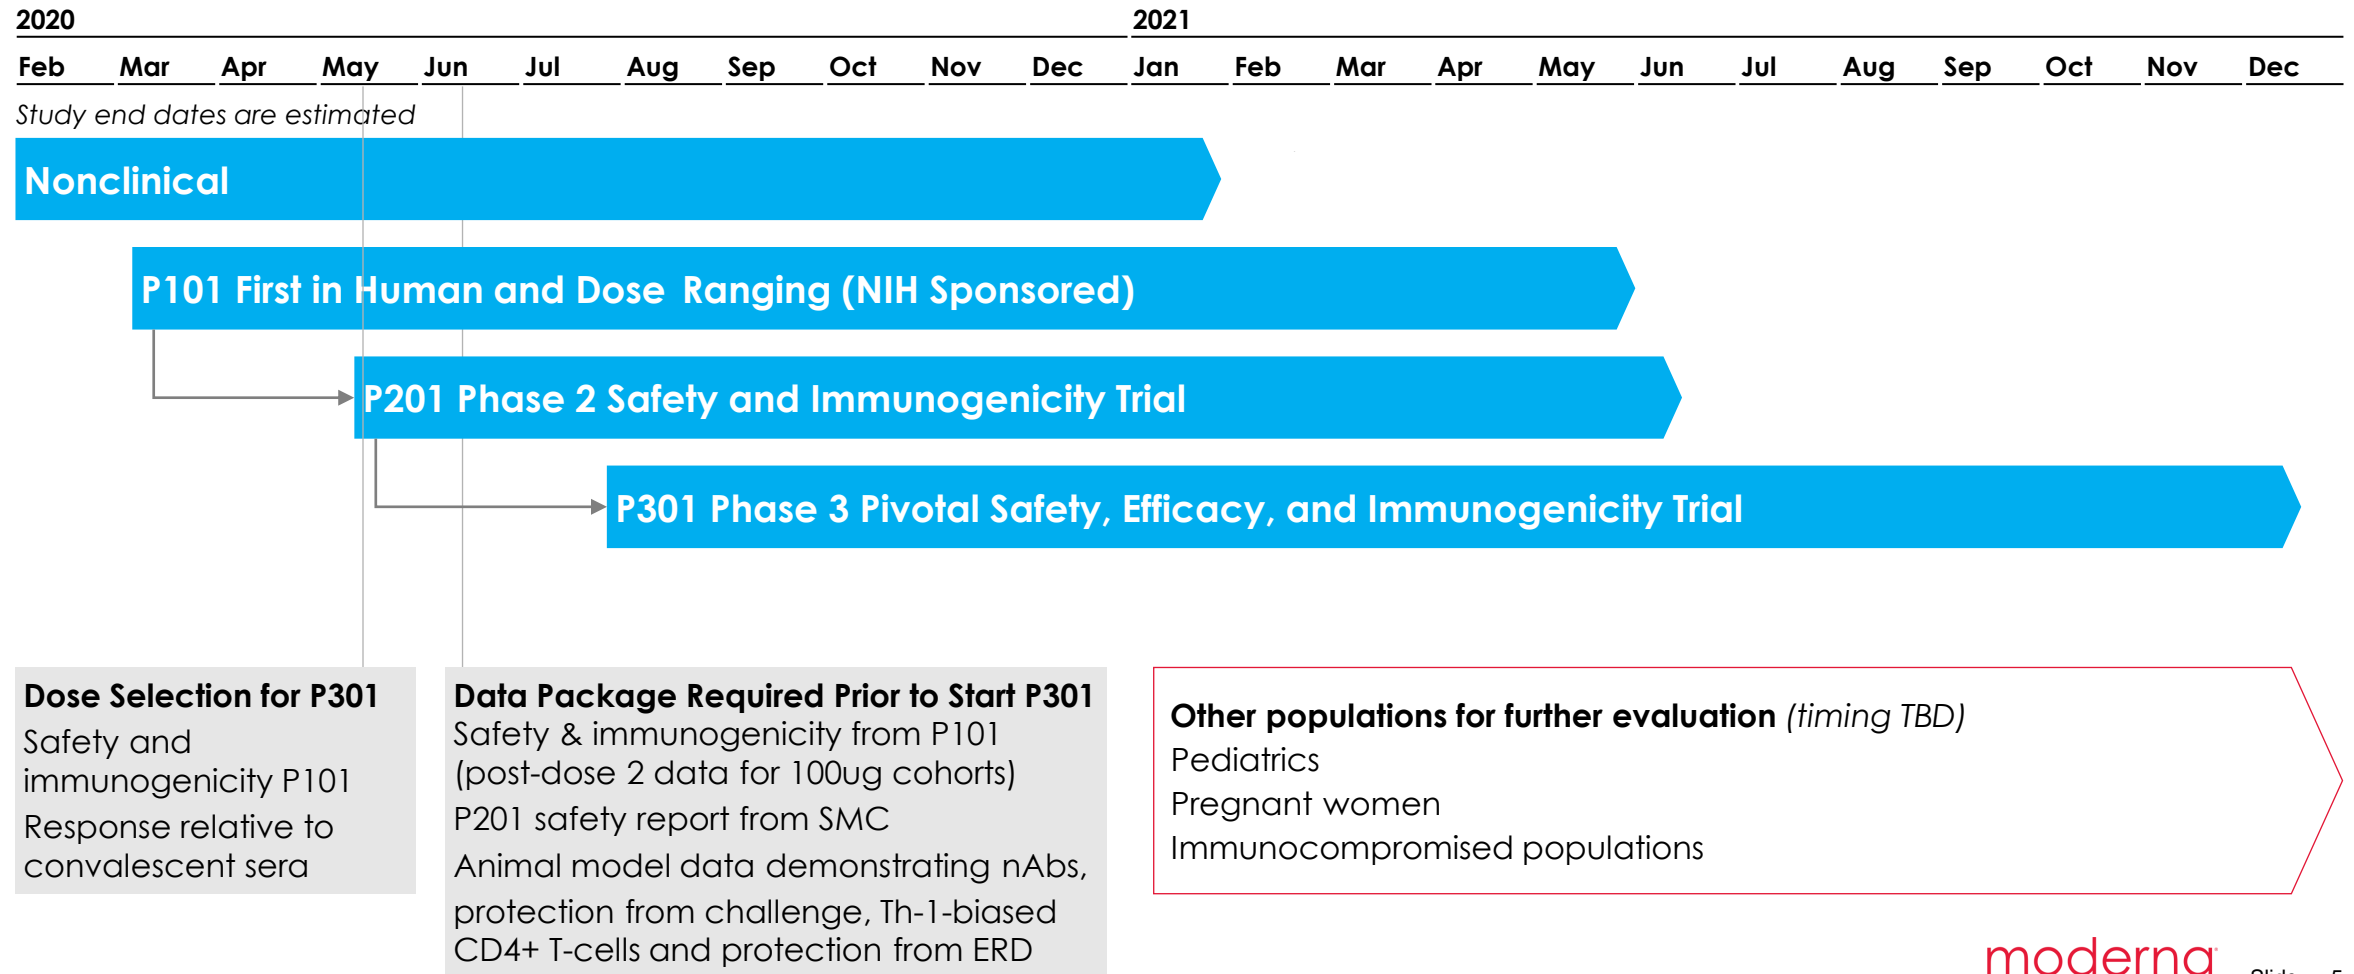 2020 2021
Feb Mar Apr May Jun Jul Aug Sep Oct Nov Dec Jan Feb Mar Apr May Jun Jul Aug Sep Oct Nov Dec
Study end dates are estimated
Nonclinical
P101 First in Human and Dose Ranging (NIH Sponsored)
P201 Phase 2 Safety and Immunogenicity Trial
P301 Phase 3 Pivotal Safety, Efficacy, and Immunogenicity Trial
Dose Selection for P301
Safety and
immunogenicity P101
Response relative to
convalescent sera
Data Package Required Prior to Start P301
Safety & immunogenicity from P101
(post-dose 2 data for 100ug cohorts)
P201 safety report from SMC
Animal model data demonstrating nAbs,
protection from challenge, Th-1-biased
CD4+ T-cells and protection from ERD
Other populations for further evaluation (timing TBD)
Pediatrics
Pregnant women
Immunocompromised populations
moderna
Slide 5